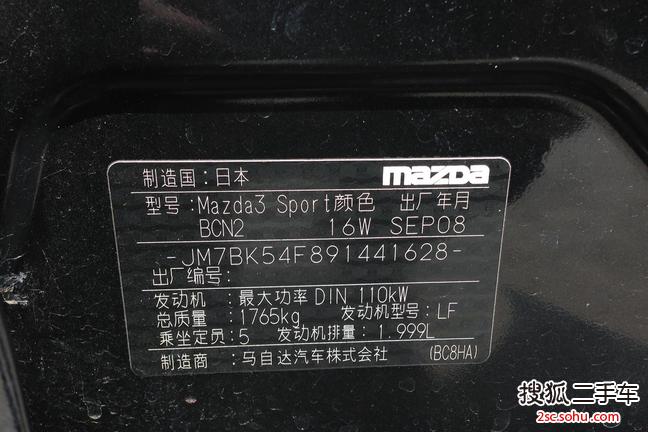 制造国:日本 mazda
型号:Mazda3 Sport颜色 出厂年月
BCN2 16W SEP08
-JM7BK54F891441628-
出厂编号:
发动机:最大功率 DIN 110kW
总质量:1765kg 发动机型号:LF
乘坐定员:5 发动机排量:1.999L
制造商:马自达汽车株式会社 (BC8HA)
搜狐二手车
2sc.sohu.com